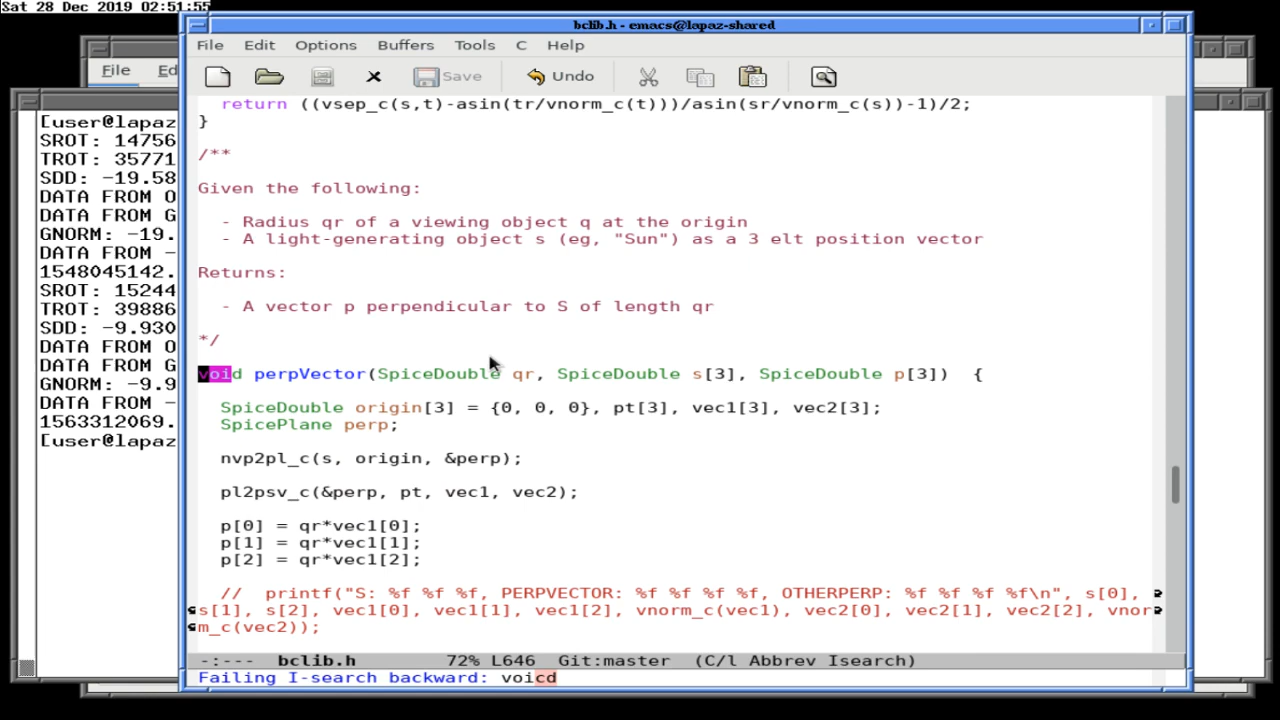 Sat 28 Dec 2019 02:51:55
bclib.h - emacs@lapaz-shared
File Ed
File Edit Options Buffers Tools C Help
Save Undo
[user@lapaz
SROT: 14756
TROT: 35771
SDD: -19.58
DATA FROM O
DATA FROM G
GNORM: -19.
DATA FROM -
1548045142.
SROT: 15244
TROT: 39886
SDD: -9.930
DATA FROM O
DATA FROM G
GNORM: -9.9
DATA FROM -
1563312069.
[user@lapaz
return ((vsep_c(s,t)-asin(tr/vnorm_c(t)))/asin(sr/vnorm_c(s))-1)/2;
}
/**
Given the following:
- Radius qr of a viewing object q at the origin
- A light-generating object s (eg, "Sun") as a 3 elt position vector
Returns:
- A vector p perpendicular to S of length qr
*/
void perpVector(SpiceDouble qr, SpiceDouble s[3], SpiceDouble p[3])  {
SpiceDouble origin[3] = {0, 0, 0}, pt[3], vec1[3], vec2[3];
SpicePlane perp;
nvp2pl_c(s, origin, &perp);
pl2psv_c(&perp, pt, vec1, vec2);
p[0] = qr*vec1[0];
p[1] = qr*vec1[1];
p[2] = qr*vec1[2];
//  printf("S: %f %f %f, PERPVECTOR: %f %f %f %f, OTHERPERP: %f %f %f %f\n", s[0],
s[1], s[2], vec1[0], vec1[1], vec1[2], vnorm_c(vec1), vec2[0], vec2[1], vec2[2], vnor
m_c(vec2));
-:---  bclib.h        72% L646  Git:master  (C/l Abbrev Isearch)
Failing I-search backward: voicd